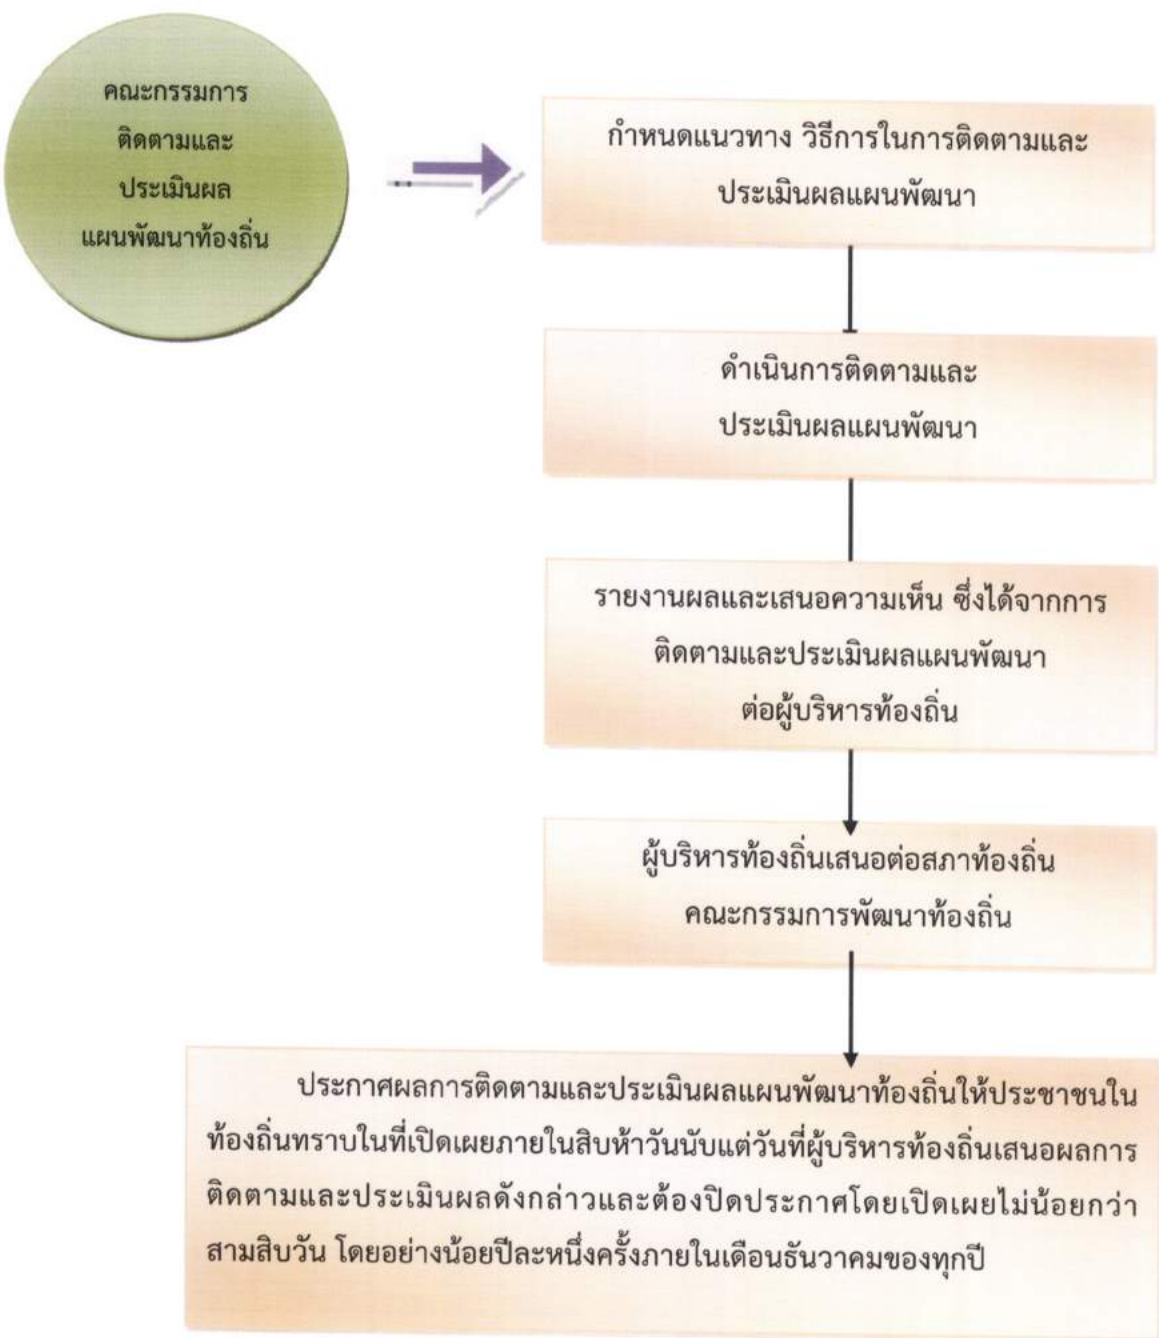 คณะกรรมการ
ติดตามและ
ประเมินผล
แผนพัฒนาท้องถิ่น
กำหนดแนวทาง วิธีการในการติดตามและ
ประเมินผลแผนพัฒนา
ดำเนินการติดตามและ
ประเมินผลแผนพัฒนา
รายงานผลและเสนอความเห็น ซึ่งได้จากการ
ติดตามและประเมินผลแผนพัฒนา
ต่อผู้บริหารท้องถิ่น
ผู้บริหารท้องถิ่นเสนอต่อสภาท้องถิ่น
คณะกรรมการพัฒนาท้องถิ่น
ประกาศผลการติดตามและประเมินผลแผนพัฒนาท้องถิ่นให้ประชาชนใน
ท้องถิ่นทราบในที่เปิดเผยภายในสิบห้าวันนับแต่วันที่ผู้บริหารท้องถิ่นเสนอผลการ
ติดตามและประเมินผลดังกล่าวและต้องปิดประกาศโดยเปิดเผยไม่น้อยกว่า
สามสิบวัน โดยอย่างน้อยปีละหนึ่งครั้งภายในเดือนธันวาคมของทุกปี